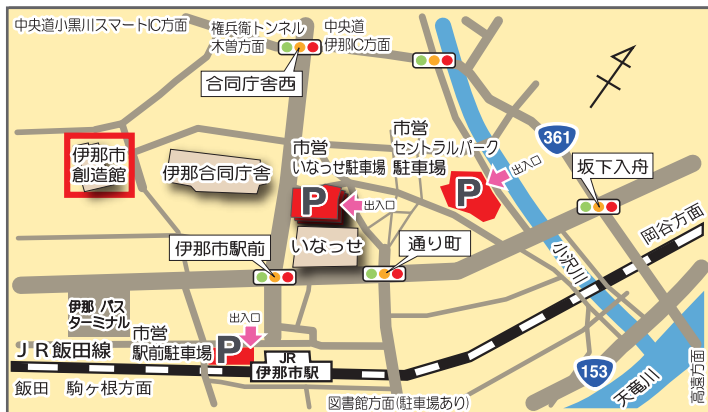 中央道小黒川スマートIC方面
権兵衛トンネル
木曽方面
中央道
伊那IC方面
合同庁舎西
361
伊那市
創造館
伊那合同庁舎
市営
いなっせ駐車場
市営
セントラルパーク
駐車場
出入口
坂下入舟
P
P
出入口
いなっせ
伊那市駅前
通り町
小沢川
岡谷方面
伊那 バス
ターミナル
出入口
市営
駅前駐車場
P
JR飯田線
JR
伊那市駅
153
天竜川
高遠方面
飯田 駒ヶ根方面
図書館方面(駐車場あり)